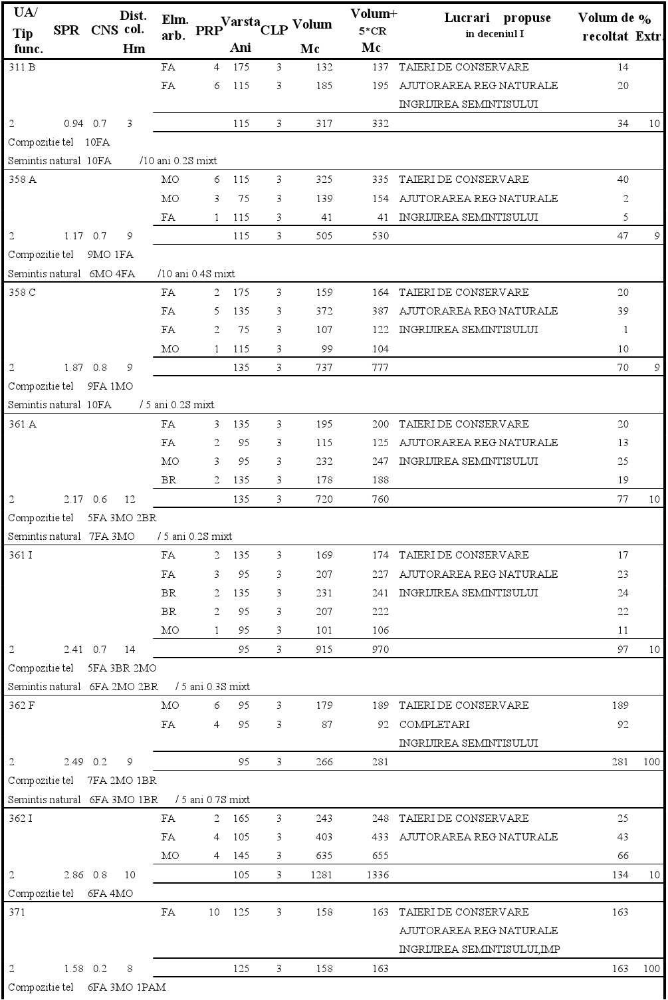 UA/ Tip func. SPR CNS Dist. col. Hm Elm. arb. PRP Varsta Ani CLP Volum Mc Volum+ 5*CR Mc Lucrari propuse in deceniul I Volum de recoltat % Extr.
311 B FA 4 175 3 132 137 TAIERI DE CONSERVARE 14
FA 6 115 3 185 195 AJUTORAREA REG NATURALE 20
INGRIJIREA SEMINTISULUI
2 0.94 0.7 3 115 3 317 332 34 10
Compozitie tel 10FA
Semintis natural 10FA /10 ani 0.2S mixt
358 A MO 6 115 3 325 335 TAIERI DE CONSERVARE 40
MO 3 75 3 139 154 AJUTORAREA REG NATURALE 2
FA 1 115 3 41 41 INGRIJIREA SEMINTISULUI 5
2 1.17 0.7 9 115 3 505 530 47 9
Compozitie tel 9MO 1FA
Semintis natural 6MO 4FA /10 ani 0.4S mixt
358 C FA 2 175 3 159 164 TAIERI DE CONSERVARE 20
FA 5 135 3 372 387 AJUTORAREA REG NATURALE 39
FA 2 75 3 107 122 INGRIJIREA SEMINTISULUI 1
MO 1 115 3 99 104 10
2 1.87 0.8 9 135 3 737 777 70 9
Compozitie tel 9FA 1MO
Semintis natural 10FA / 5 ani 0.2S mixt
361 A FA 3 135 3 195 200 TAIERI DE CONSERVARE 20
FA 2 95 3 115 125 AJUTORAREA REG NATURALE 13
MO 3 95 3 232 247 INGRIJIREA SEMINTISULUI 25
BR 2 135 3 178 188 19
2 2.17 0.6 12 135 3 720 760 77 10
Compozitie tel 5FA 3MO 2BR
Semintis natural 7FA 3MO / 5 ani 0.2S mixt
361 I FA 2 135 3 169 174 TAIERI DE CONSERVARE 17
FA 3 95 3 207 227 AJUTORAREA REG NATURALE 23
BR 2 135 3 231 241 INGRIJIREA SEMINTISULUI 24
BR 2 95 3 207 222 22
MO 1 95 3 101 106 11
2 2.41 0.7 14 95 3 915 970 97 10
Compozitie tel 5FA 3BR 2MO
Semintis natural 6FA 2MO 2BR / 5 ani 0.3S mixt
362 F MO 6 95 3 179 189 TAIERI DE CONSERVARE 189
FA 4 95 3 87 92 COMPLETARI 92
INGRIJIREA SEMINTISULUI
2 2.49 0.2 9 95 3 266 281 281 100
Compozitie tel 7FA 2MO 1BR
Semintis natural 6FA 3MO 1BR / 5 ani 0.7S mixt
362 I FA 2 165 3 243 248 TAIERI DE CONSERVARE 25
FA 4 105 3 403 433 AJUTORAREA REG NATURALE 43
MO 4 145 3 635 655 66
2 2.86 0.8 10 105 3 1281 1336 134 10
Compozitie tel 6FA 4MO
371 FA 10 125 3 158 163 TAIERI DE CONSERVARE 163
AJUTORAREA REG NATURALE
INGRIJIREA SEMINTISULUI,IMP
2 1.58 0.2 8 125 3 158 163 163 100
Compozitie tel 6FA 3MO 1PAM